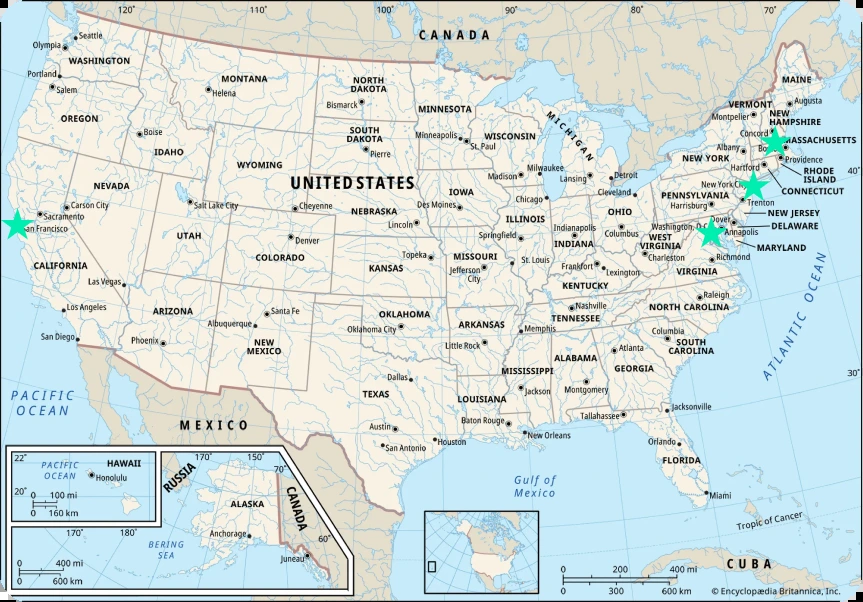 120°
110°
100°
90°
80°
70°
CANADA
Seattle
Olympia
WASHINGTON
Portland
Salem
OREGON
MONTANA
Helena
Boise
IDAHO
NORTH
DAKOTA
Bismarck
MINNESOTA
SOUTH
DAKOTA
Pierre
Minneapolis
St. Paul
WISCONSIN
MICHIGAN
MAINE
Augusta
VERMONT
Montpelier
NEW
HAMPSHIRE
Concord
MASSACHUSETTS
Albany
NEW YORK
Hartford
Providence
RHODE
ISLAND
CONNECTICUT
40°
WYOMING
UNITED STATES
Madison
Milwaukee
Lansing
Detroit
Chicago
Cleveland
PENNSYLVANIA
Harrisburg
Trenton
NEW JERSEY
DELAWARE
Annapolis
MARYLAND
Washington,
NEVADA
Carson City
Sacramento
Salt Lake City
Cheyenne
NEBRASKA
Lincoln
IOWA
Des Moines
ILLINOIS
Springfield
Indianapolis
INDIANA
OHIO
Columbus
WEST
VIRGINIA
Charleston
Richmond
VIRGINIA
UTAH
Denver
COLORADO
Topeka
KANSAS
MISSOURI
Jefferson
City
St. Louis
Frankfort
Lexington
KENTUCKY
CALIFORNIA
Las Vegas
Los Angeles
San Diego
ARIZONA
Phoenix
Santa Fe
Albuquerque
NEW
MEXICO
OKLAHOMA
Oklahoma City
ARKANSAS
Little Rock
Nashville
TENNESSEE
Memphis
Raleigh
NORTH CAROLINA
Columbia
SOUTH
CAROLINA
ATLANTIC OCEAN
Dallas
TEXAS
Austin
San Antonio
Houston
LOUISIANA
Baton Rouge
New Orleans
MISSISSIPPI
Jackson
ALABAMA
Montgomery
Atlanta
GEORGIA
Tallahassee
Jacksonville
Orlando
FLORIDA
Miami
30°
PACIFIC
OCEAN
MEXICO
Gulf of
Mexico
Tropic of Cancer
CUBA
22°
PACIFIC
OCEAN
HAWAII
Honolulu
20°
0 100 mi
0 160 km
170°
150°
70°
RUSSIA
CANADA
ALASKA
60°
Anchorage
Juneau
170°
180°
BERING
SEA
0 400 mi
0 600 km
0 200 400 mi
0 300 600 km
© Encyclopædia Britannica, Inc.